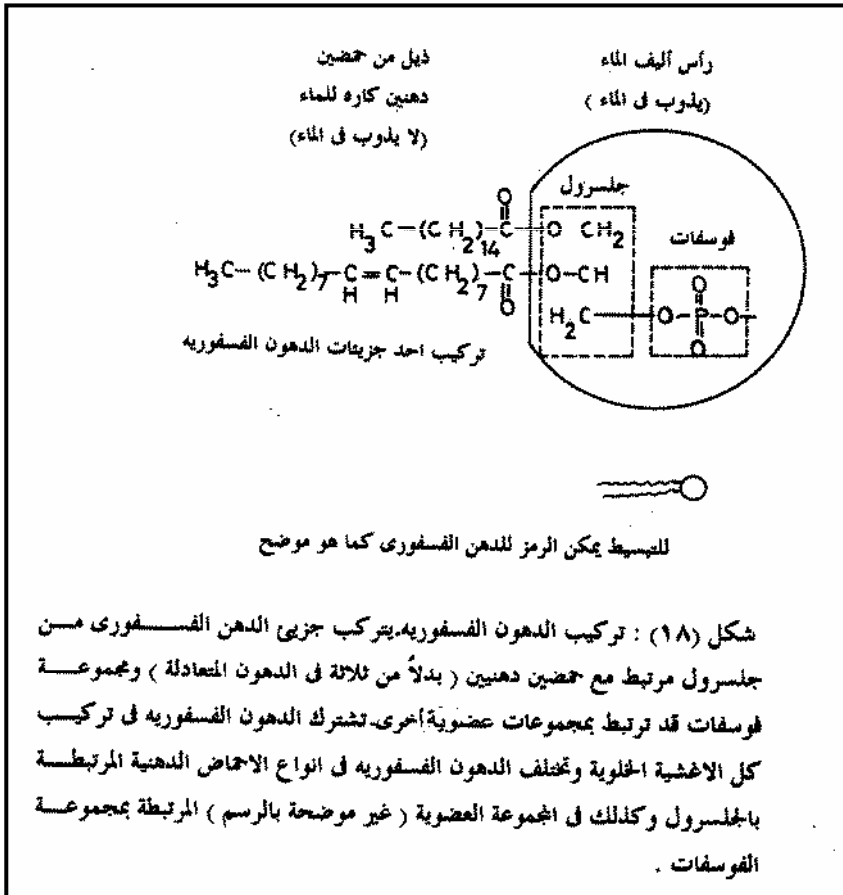 رأس أليف الماء
(يذوب فى الماء )
ذيل من حمضين
دهنين كاره للماء
(لا يذوب فى الماء)
جلسرول
فوسفات
O
H3C-(CH2)14-C-O CH2
H3C-(CH2)7-C=C-(CH2)7-C-O-CH
H H O
H2C-O-P-O-
O
O
تركيب احد جزيئات الدهون الفسفوريه
للتبسيط يمكن الرمز للدهن الفسفورى كما هو موضح
شكل (١٨) : تركيب الدهون الفسفوريه.يتركب جزيئ الدهن الفسفورى من
جلسرول مرتبط مع حمضين دهنيين ( بدلاً من ثلاثة فى الدهون المتعادلة ) ومجموعة
فوسفات قد ترتبط بمجموعات عضوية أخرى.تشترك الدهون الفسفوريه فى تركيب
كل الاغشية الخلوية وتختلف الدهون الفسفوريه فى انواع الاحماض الدهنية المرتبطة
بالجلسرول وكذلك فى المجموعة العضوية ( غير موضحة بالرسم ) المرتبطة بمجموعة
الفوسفات .